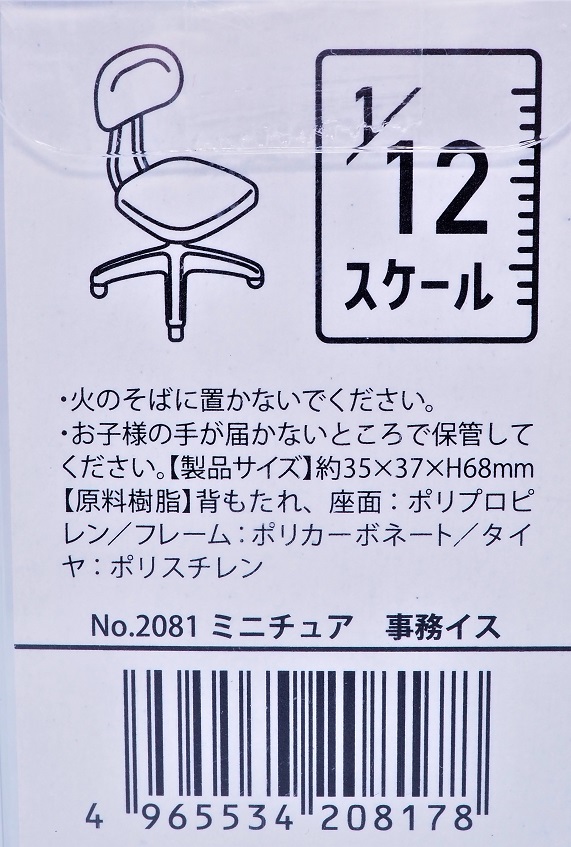 1/12
スケール
・火のそばに置かないでください。
・お子様の手が届かないところで保管して
ください。【製品サイズ】約35×37×H68mm
【原料樹脂】背もたれ、座面：ポリプロピ
レン／フレーム：ポリカーボネート／タイ
ヤ：ポリスチレン
No.2081 ミニチュア　事務イス
4 965534 208178